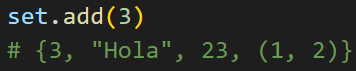 set.add(3)
# {3, "Hola", 23, (1, 2)}